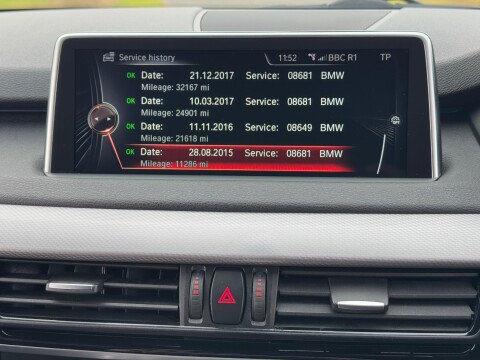 Service history 11:52 BBC R1 TP
OK Date: 21.12.2017 Service: 08681 BMW
Mileage: 32167 mi
OK Date: 10.03.2017 Service: 08681 BMW
Mileage: 24901 mi
OK Date: 11.11.2016 Service: 08649 BMW
Mileage: 21618 mi
OK Date: 28.08.2015 Service: 08681 BMW
Mileage: 11286 mi